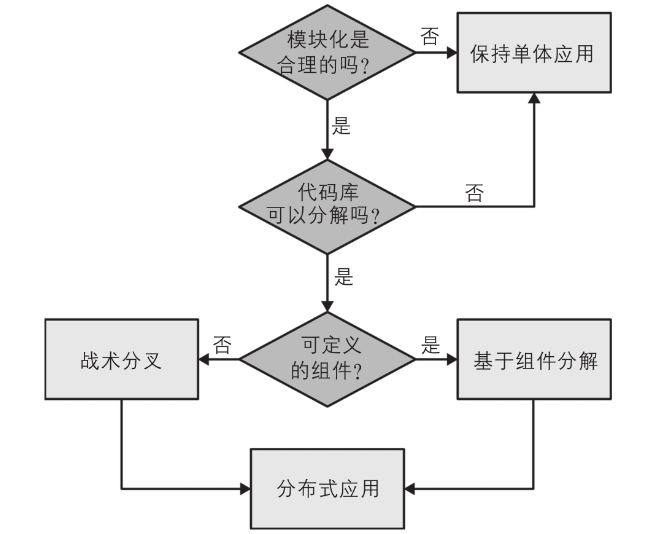 模块化是
合理的吗?
否
保持单体应用
是
代码库
可以分解吗?
否
是
战术分叉
否
可定义
的组件?
是
基于组件分解
分布式应用